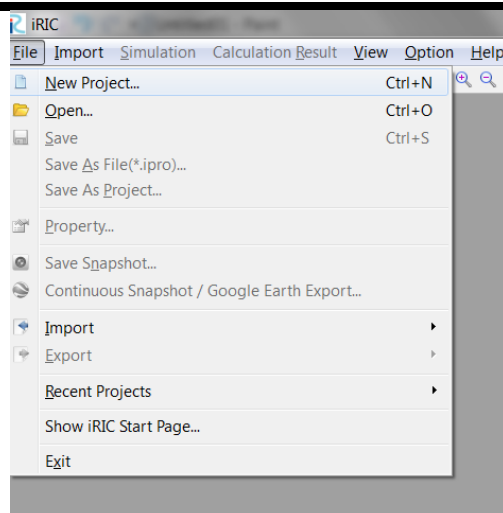 iRIC
File Import Simulation Calculation Result View Option Help
New Project... Ctrl+N
Open... Ctrl+O
Save Ctrl+S
Save As File(*.ipro)...
Save As Project...
Property...
Save Snapshot...
Continuous Snapshot / Google Earth Export...
Import
Export
Recent Projects
Show iRIC Start Page...
Exit